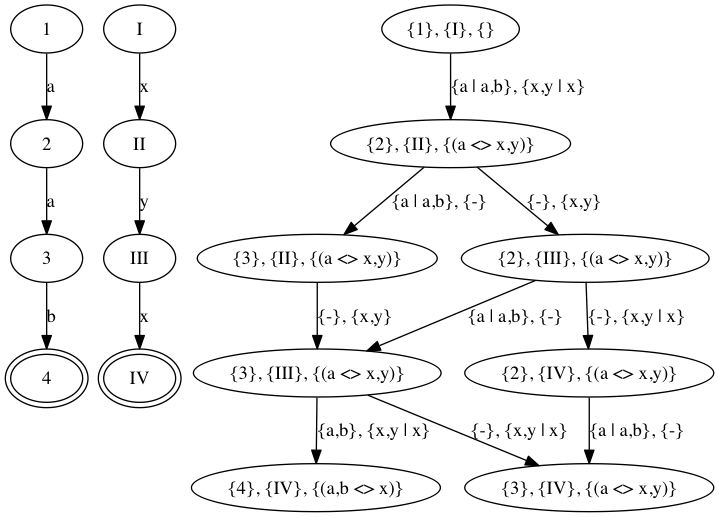 1
I
{1}, {I}, {}
a
x
{a | a,b}, {x,y | x}
2
II
{2}, {II}, {(a <> x,y)}
a
y
{a | a,b}, {-}
{-}, {x,y}
3
III
{3}, {II}, {(a <> x,y)}
{2}, {III}, {(a <> x,y)}
b
x
{-}, {x,y}
{a | a,b}, {-}
{-}, {x,y | x}
4
IV
{3}, {III}, {(a <> x,y)}
{2}, {IV}, {(a <> x,y)}
{a,b}, {x,y | x}
{-}, {x,y | x}
{a | a,b}, {-}
{4}, {IV}, {(a,b <> x)}
{3}, {IV}, {(a <> x,y)}